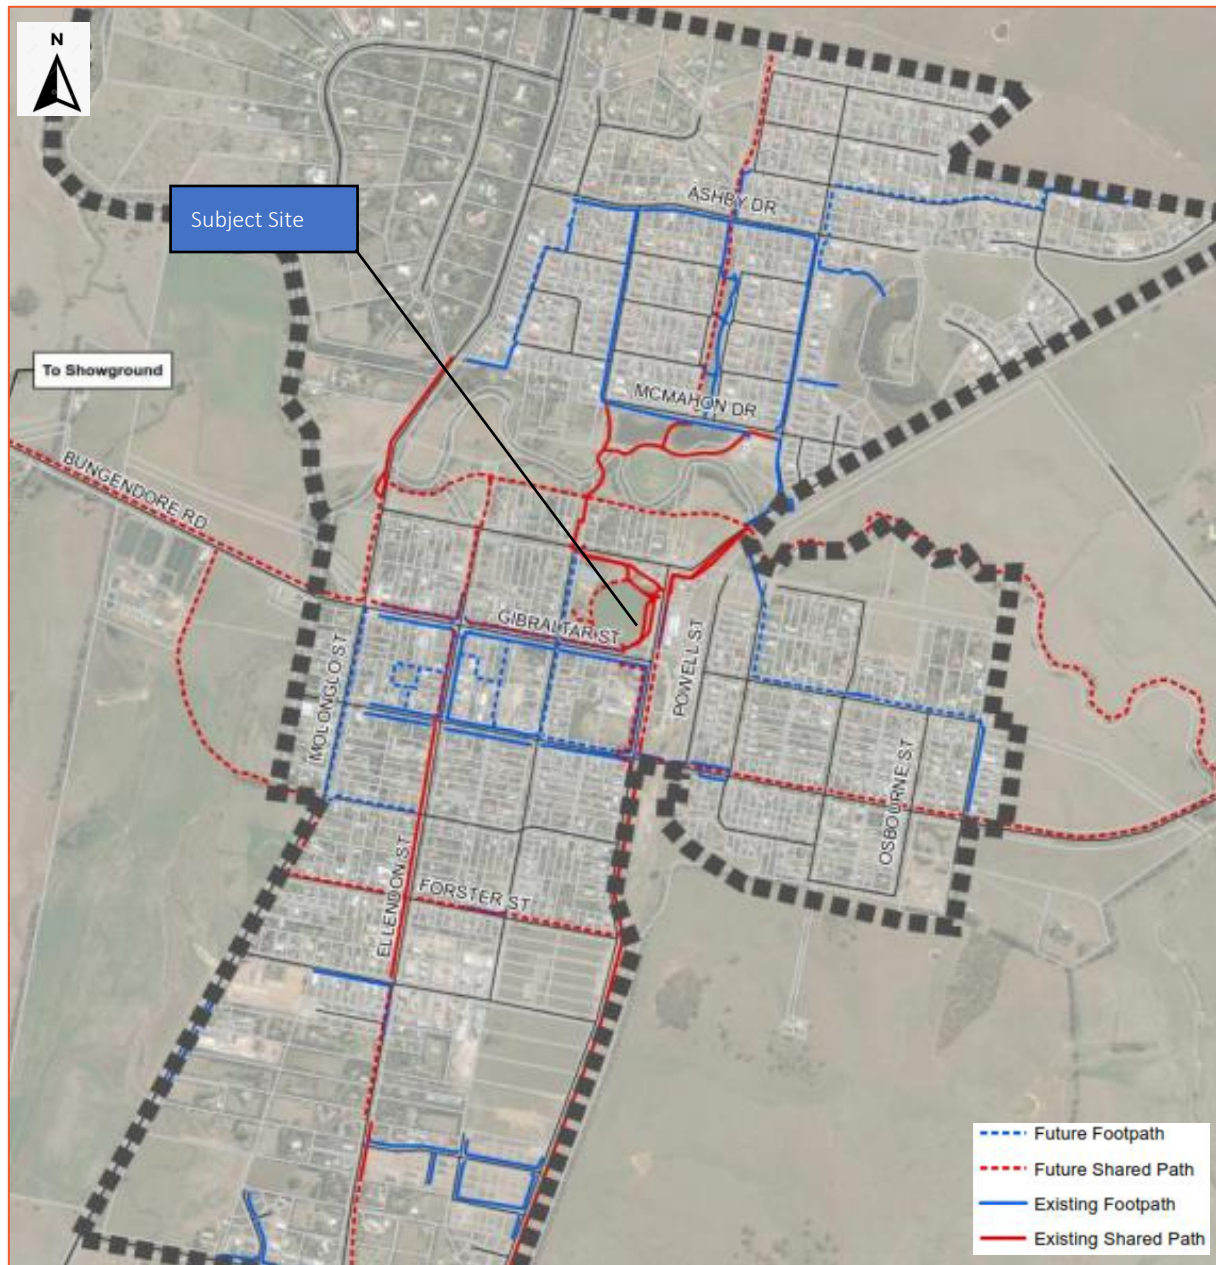 N
Subject Site
ASHBY DR
To Showground
MCMAHON DR
BUNGENDORE RD
GIBRALTAR ST
MOLONGLO ST
POWELL ST
OSBOURNE ST
ELLENDON ST
FORSTER ST
Future Footpath
Future Shared Path
Existing Footpath
Existing Shared Path